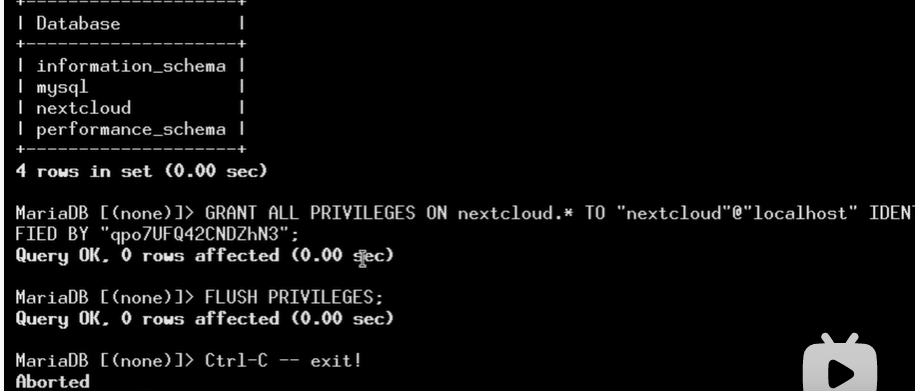 +--------------------+
| Database           |
+--------------------+
| information_schema |
| mysql              |
| nextcloud          |
| performance_schema |
+--------------------+
4 rows in set (0.00 sec)
MariaDB [(none)]> GRANT ALL PRIVILEGES ON nextcloud.* TO "nextcloud"@"localhost" IDENT
FIED BY "qpo7UFQ42CNDZhN3";
Query OK, 0 rows affected (0.00 sec)
MariaDB [(none)]> FLUSH PRIVILEGES;
Query OK, 0 rows affected (0.00 sec)
MariaDB [(none)]> Ctrl-C -- exit!
Aborted